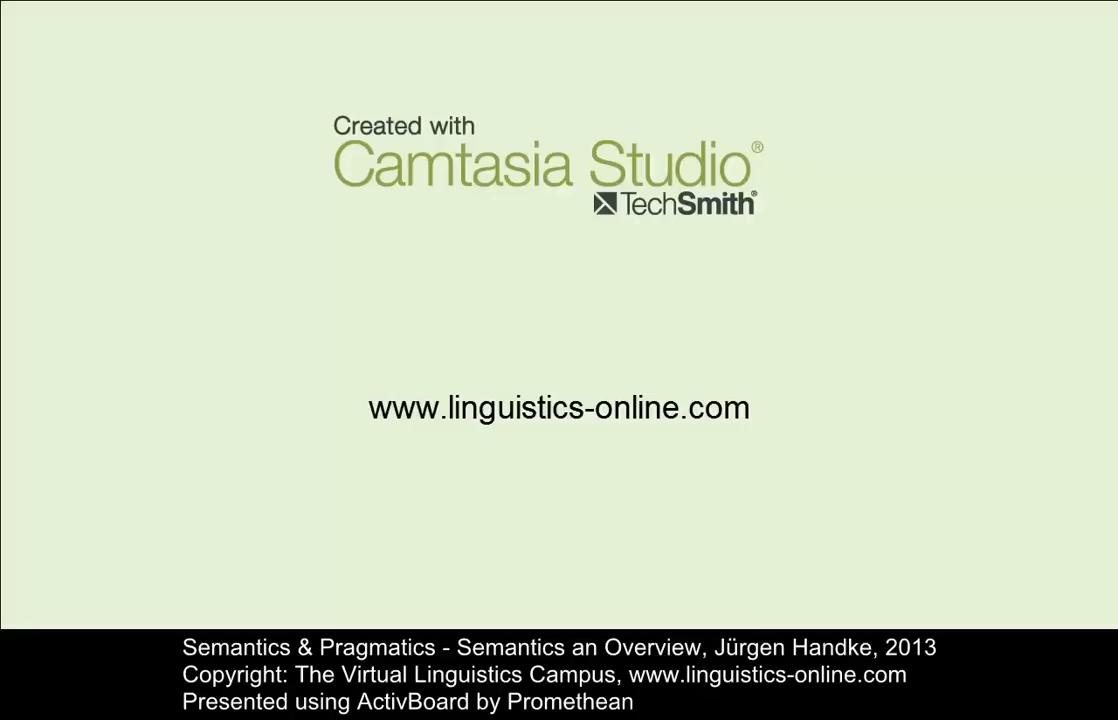 Created with
Camtasia Studio®
TechSmith®
www.linguistics-online.com
Semantics & Pragmatics - Semantics an Overview, Jürgen Handke, 2013
Copyright: The Virtual Linguistics Campus, www.linguistics-online.com
Presented using ActivBoard by Promethean